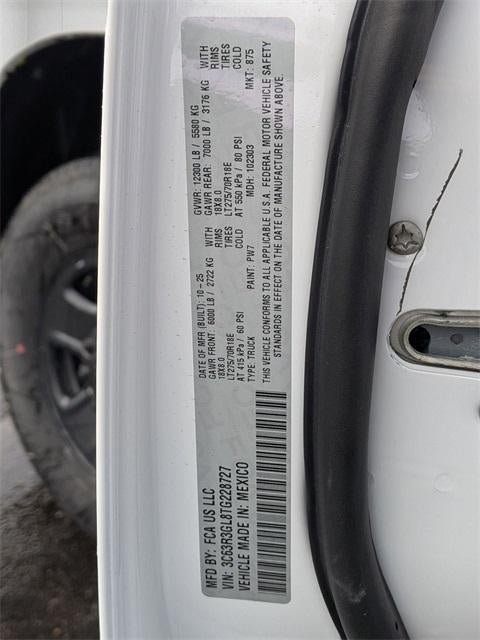 MFD BY: FCA US LLC
VIN: 3C63R3GL8TG228727
VEHICLE MADE IN: MEXICO
DATE OF MFR (BUILT): 10-25 GVWR: 12300 LB / 5580 KG
GAWR FRONT: 6000 LB / 2722 KG WITH GAWR REAR: 7000 LB / 3176 KG WITH
18X8.0 RIMS 18X8.0 RIMS
LT275/70R18E TIRES LT275/70R18E TIRES
AT 415 kPa / 60 PSI COLD AT 550 kPa / 80 PSI COLD
TYPE: TRUCK PAINT: PW7 MDH: 102303 MKT: 875
THIS VEHICLE CONFORMS TO ALL APPLICABLE U.S.A. FEDERAL MOTOR VEHICLE SAFETY
STANDARDS IN EFFECT ON THE DATE OF MANUFACTURE SHOWN ABOVE.